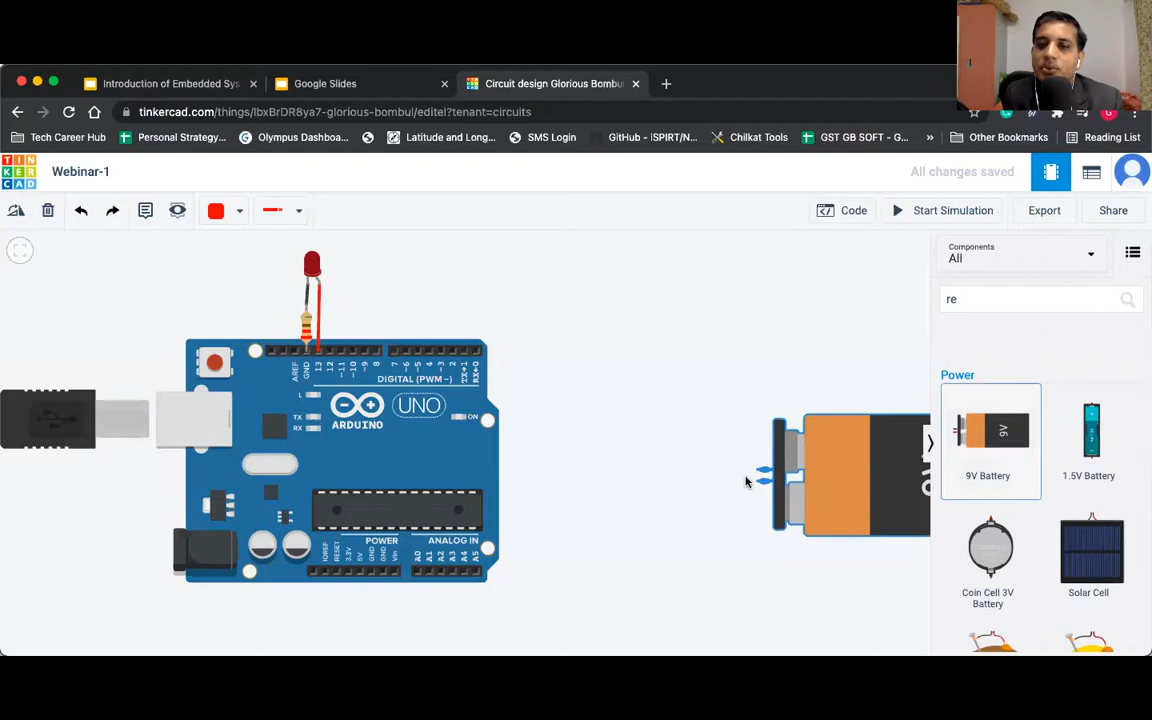 Introduction of Embedded Sys
Google Slides
Circuit design Glorious Bombu
tinkercad.com/things/lbxBrDR8ya7-glorious-bombul/editel?tenant=circuits
Tech Career Hub
Personal Strategy...
Olympus Dashboa...
Latitude and Long...
SMS Login
GitHub - iSPIRT/N...
Chilkat Tools
GST GB SOFT - G...
»
Other Bookmarks
Reading List
TIN
KER
CAD
Webinar-1
All changes saved
Code
Start Simulation
Export
Share
Components
All
re
Power
9V
9V Battery
1.5V Battery
Coin Cell 3V
Battery
Solar Cell
AREF
GND
13
12
~11
~10
~9
8
7
~6
~5
4
~3
2
TX→1
RX←0
DIGITAL (PWM~)
L
TX
RX
UNO
ARDUINO
ON
POWER
ANALOG IN
IOREF
RESET
3.3V
5V
GND
GND
Vin
A0
A1
A2
A3
A4
A5